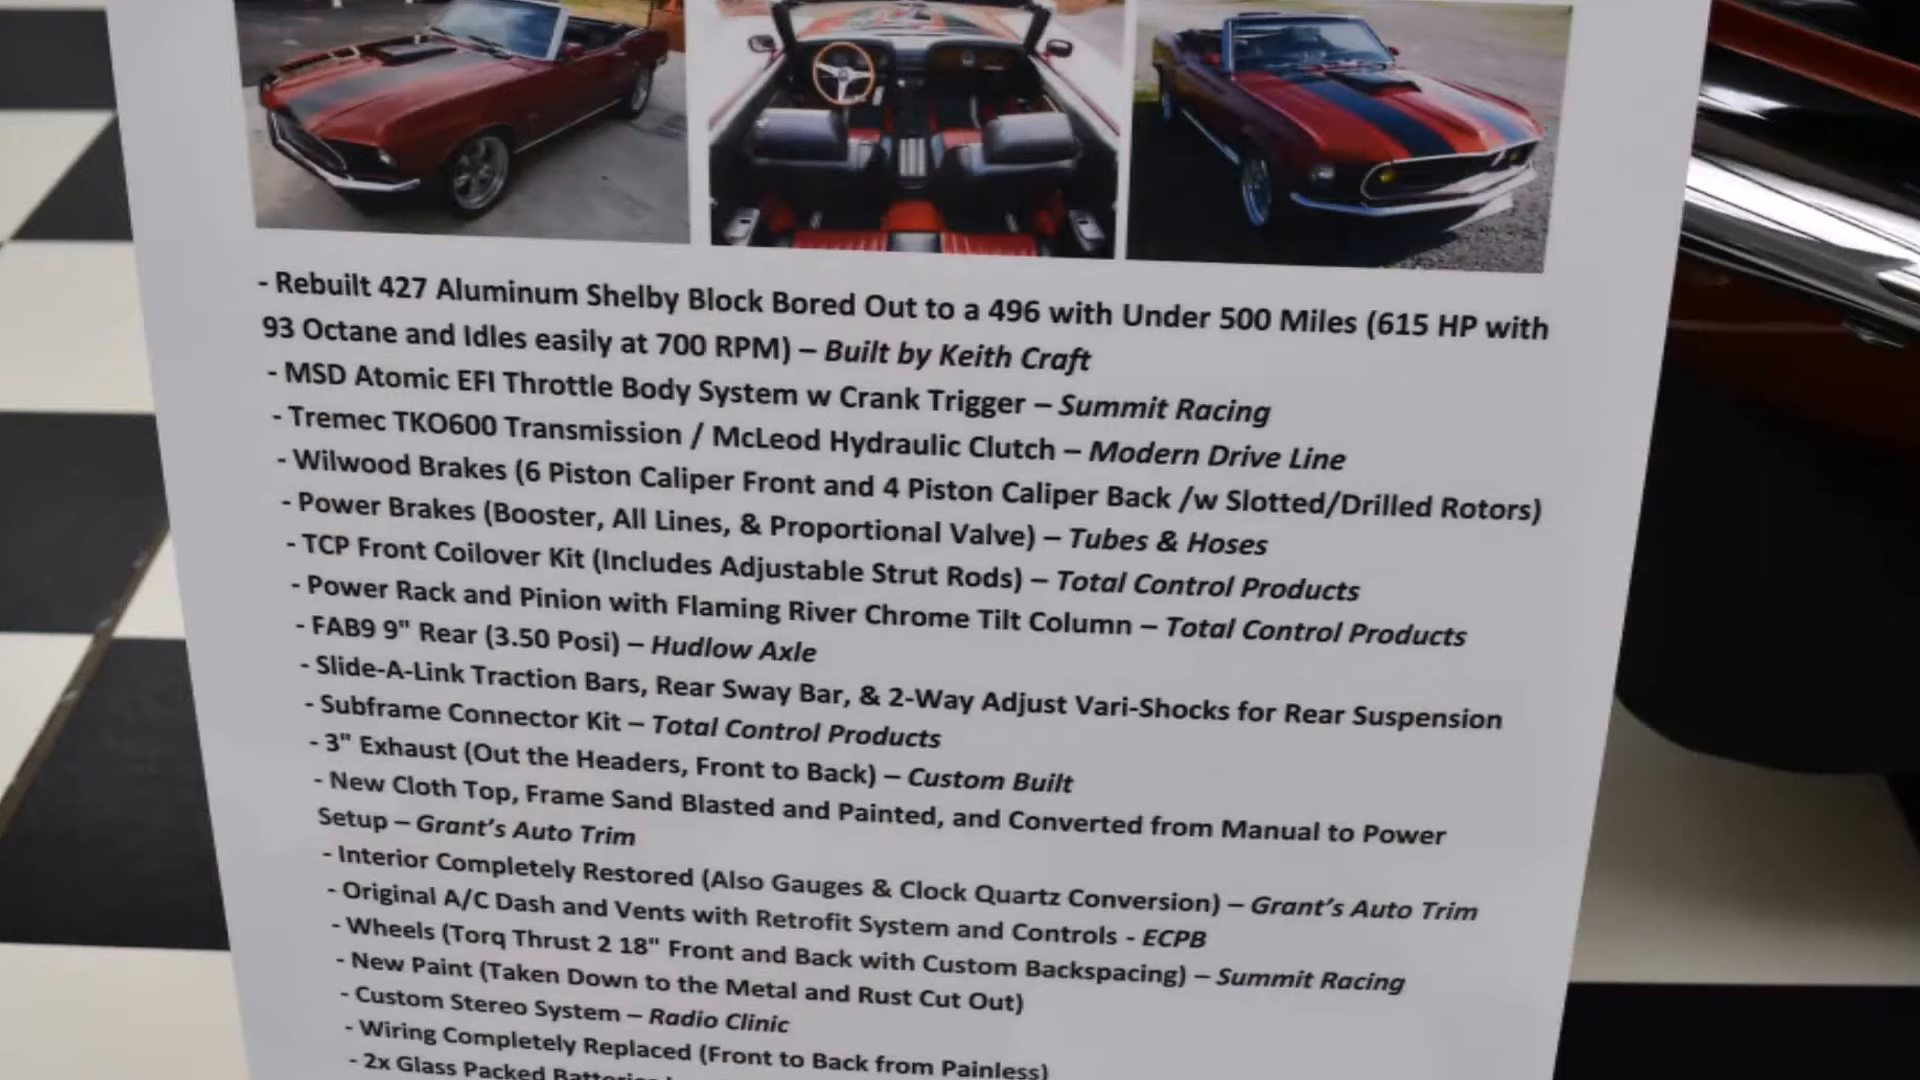 - Rebuilt 427 Aluminum Shelby Block Bored Out to a 496 with Under 500 Miles (615 HP with
93 Octane and Idles easily at 700 RPM) – Built by Keith Craft
- MSD Atomic EFI Throttle Body System w Crank Trigger – Summit Racing
- Tremec TKO600 Transmission / McLeod Hydraulic Clutch – Modern Drive Line
- Wilwood Brakes (6 Piston Caliper Front and 4 Piston Caliper Back /w Slotted/Drilled Rotors)
- Power Brakes (Booster, All Lines, & Proportional Valve) – Tubes & Hoses
- TCP Front Coilover Kit (Includes Adjustable Strut Rods) – Total Control Products
- Power Rack and Pinion with Flaming River Chrome Tilt Column – Total Control Products
- FAB9 9" Rear (3.50 Posi) – Hudlow Axle
- Slide-A-Link Traction Bars, Rear Sway Bar, & 2-Way Adjust Vari-Shocks for Rear Suspension
- Subframe Connector Kit – Total Control Products
- 3" Exhaust (Out the Headers, Front to Back) – Custom Built
- New Cloth Top, Frame Sand Blasted and Painted, and Converted from Manual to Power
Setup – Grant's Auto Trim
- Interior Completely Restored (Also Gauges & Clock Quartz Conversion) – Grant's Auto Trim
- Original A/C Dash and Vents with Retrofit System and Controls - ECPB
- Wheels (Torq Thrust 2 18" Front and Back with Custom Backspacing) – Summit Racing
- New Paint (Taken Down to the Metal and Rust Cut Out)
- Custom Stereo System – Radio Clinic
- Wiring Completely Replaced (Front to Back from Painless)
- 2x Glass Packed Batteries